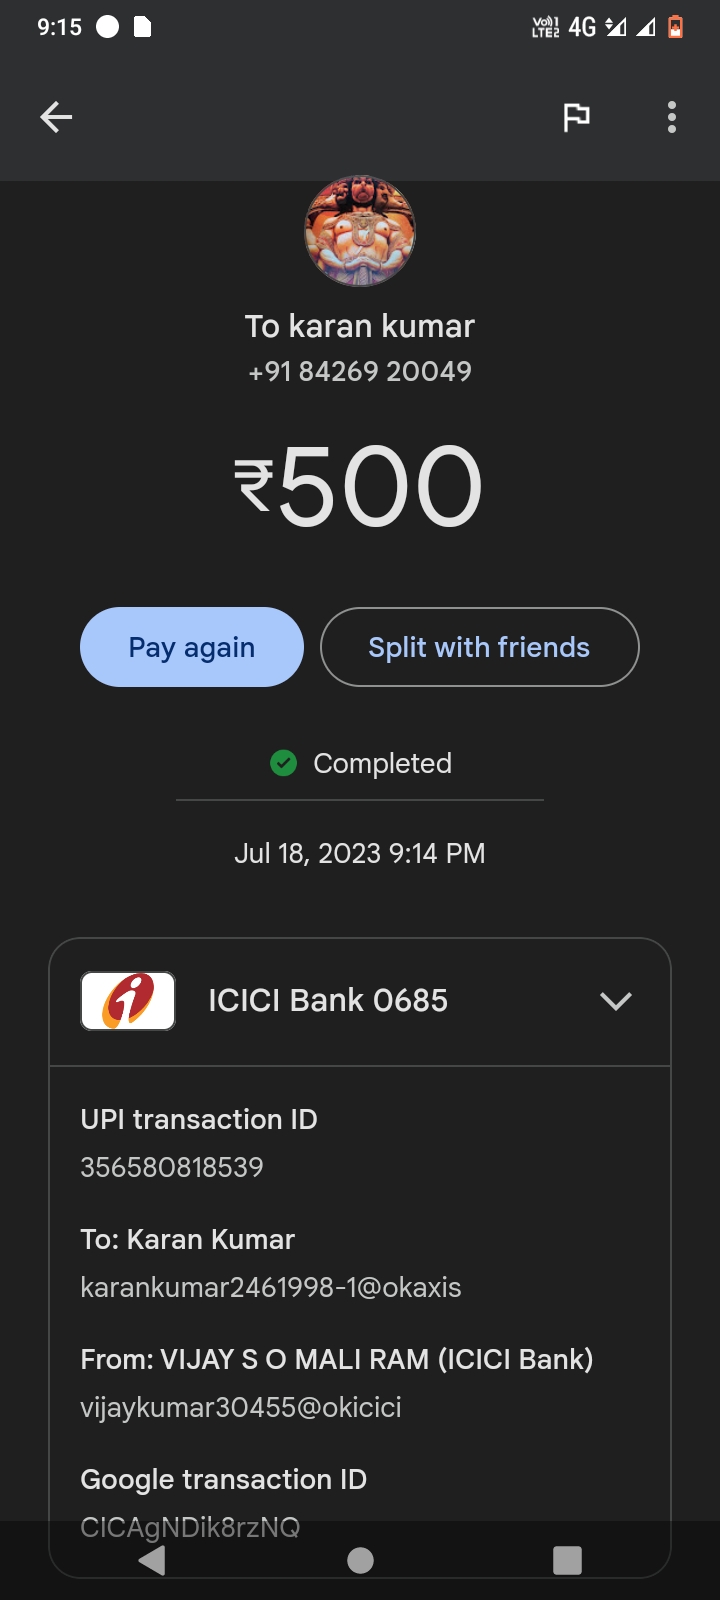 9:15
Vo)) 1 LTE2 4G
To karan kumar
+91 84269 20049
₹500
Pay again
Split with friends
Completed
Jul 18, 2023 9:14 PM
ICICI Bank 0685
UPI transaction ID
356580818539
To: Karan Kumar
karankumar2461998-1@okaxis
From: VIJAY S O MALI RAM (ICICI Bank)
vijaykumar30455@okicici
Google transaction ID
CICAgNDik8rzNQ